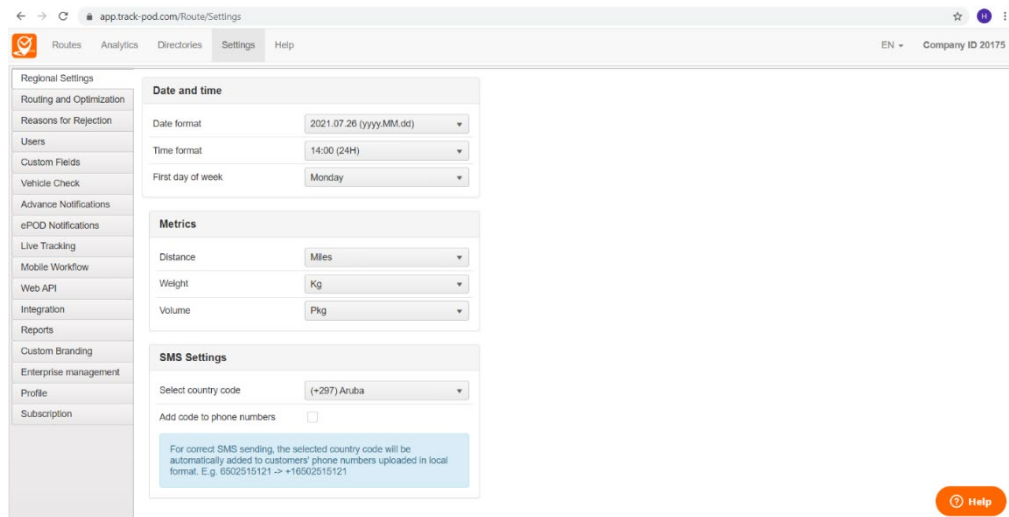 app.track-pod.com/Route/Settings
H
Routes Analytics Directories Settings Help EN Company ID 20175
Regional Settings
Routing and Optimization
Reasons for Rejection
Users
Custom Fields
Vehicle Check
Advance Notifications
ePOD Notifications
Live Tracking
Mobile Workflow
Web API
Integration
Reports
Custom Branding
Enterprise management
Profile
Subscription
Date and time
Date format 2021.07.26 (yyyy.MM.dd)
Time format 14:00 (24H)
First day of week Monday
Metrics
Distance Miles
Weight Kg
Volume Pkg
SMS Settings
Select country code (+297) Aruba
Add code to phone numbers
For correct SMS sending, the selected country code will be
automatically added to customers' phone numbers uploaded in local
format. E.g. 6502515121 -> +16502515121
? Help